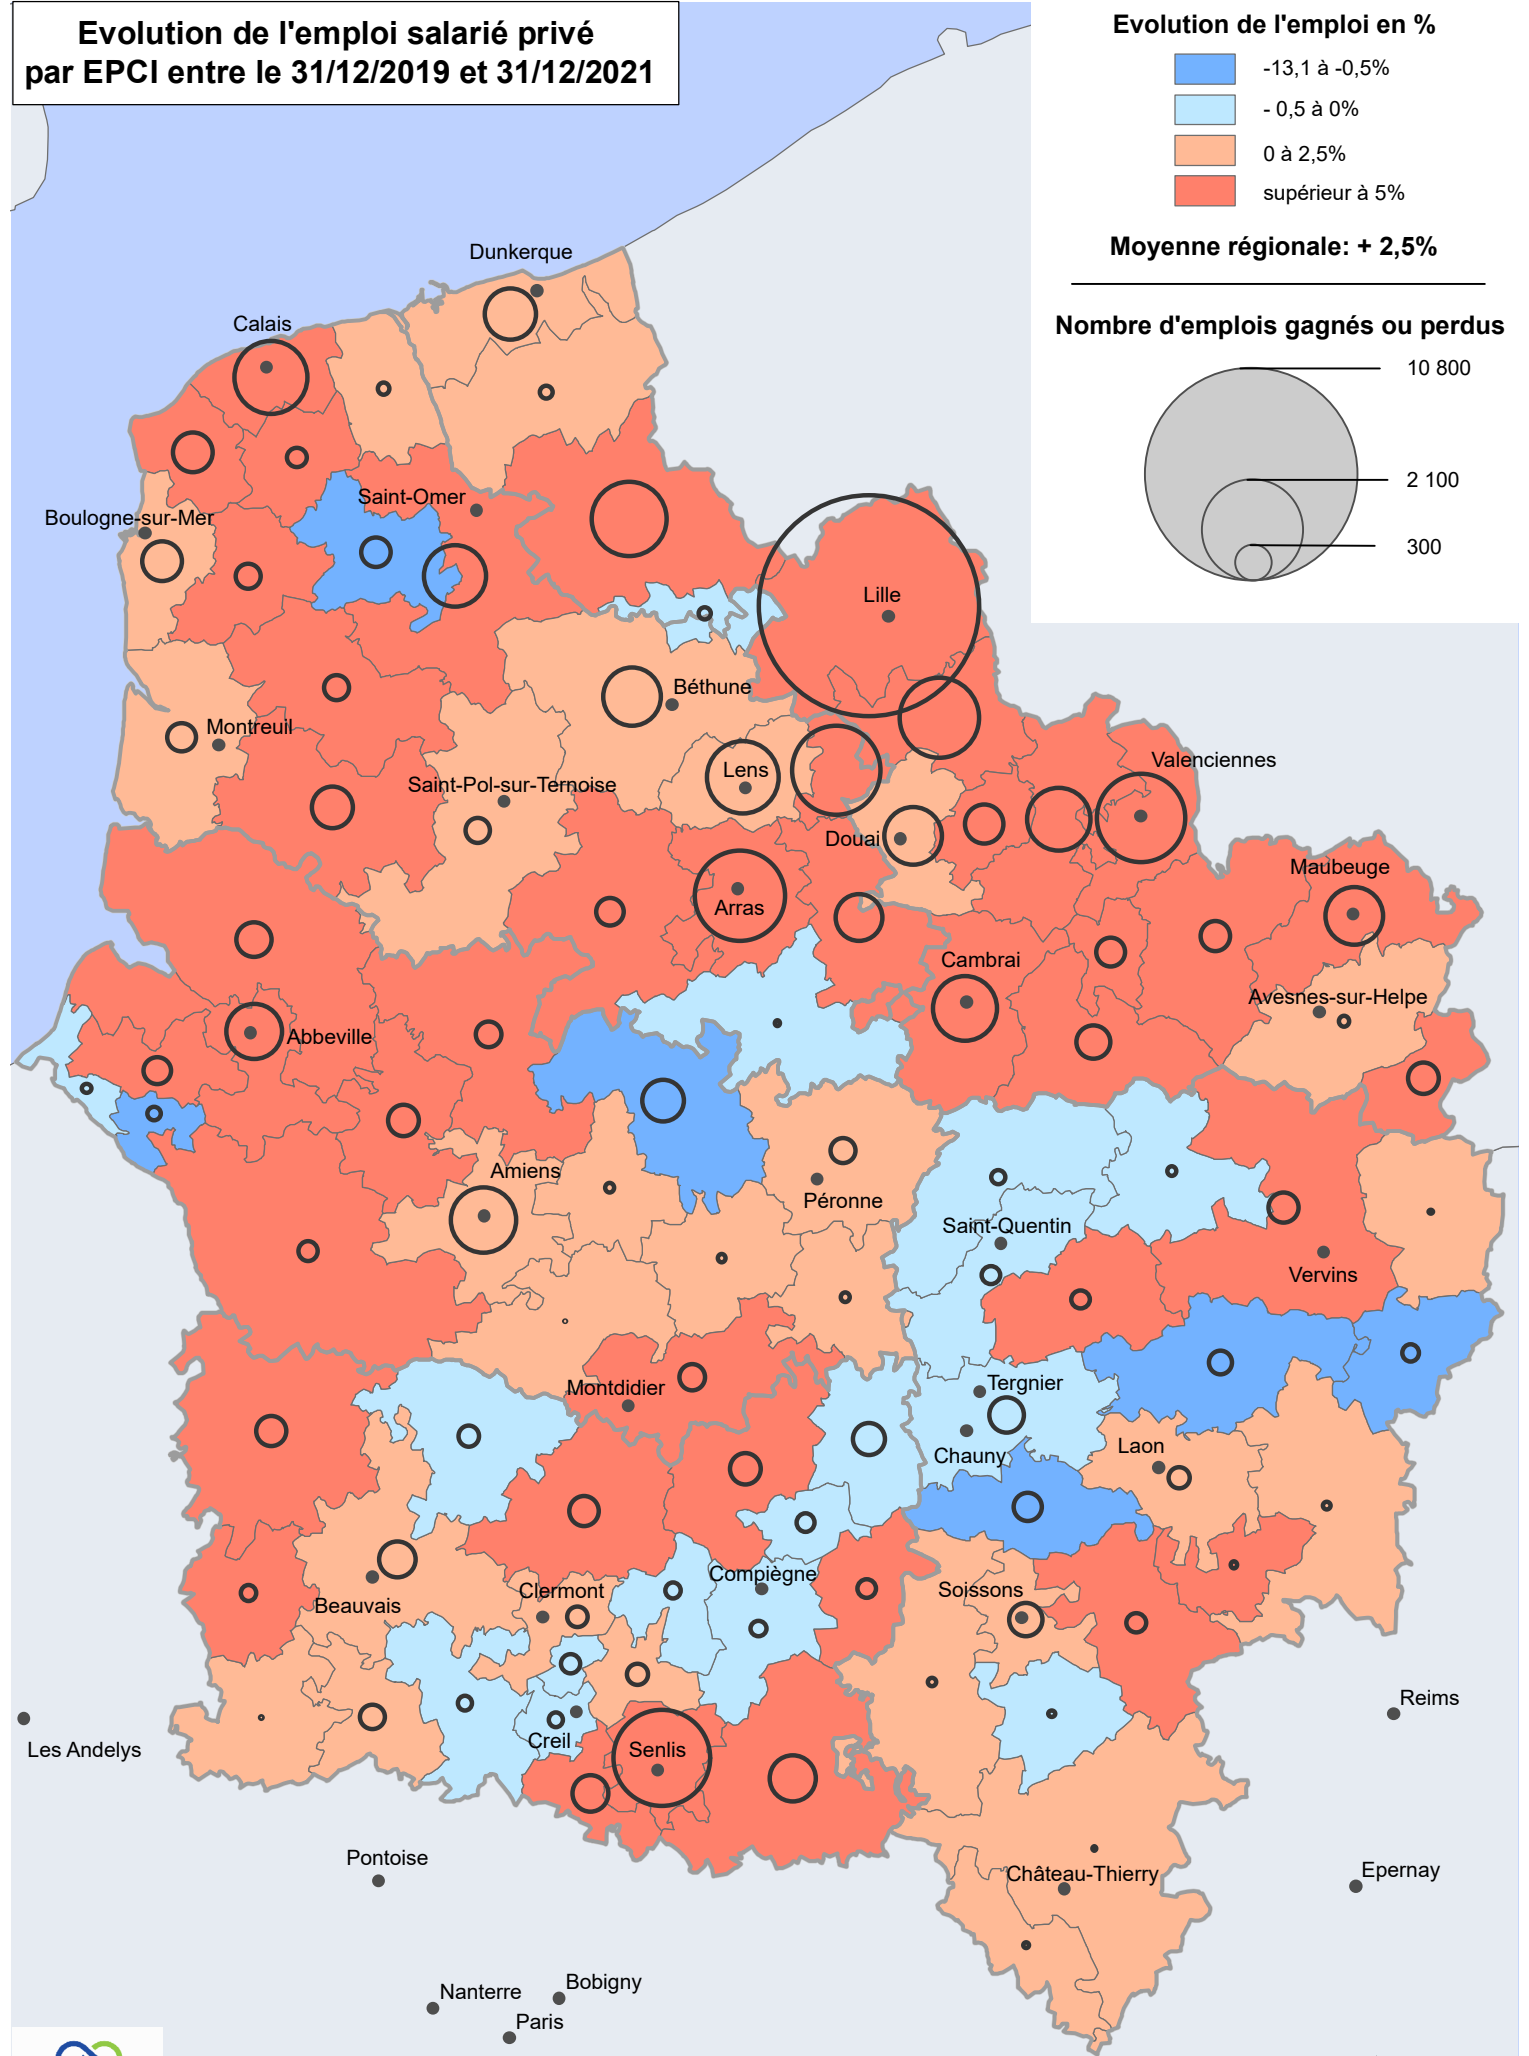 Evolution de l'emploi salarié privé
par EPCI entre le 31/12/2019 et 31/12/2021
Evolution de l'emploi en %
-13,1 à -0,5%
- 0,5 à 0%
0 à 2,5%
supérieur à 5%
Moyenne régionale: + 2,5%
Nombre d'emplois gagnés ou perdus
10 800
2 100
300
Dunkerque
Calais
Saint-Omer
Boulogne-sur-Mer
Lille
Béthune
Montreuil
Valenciennes
Lens
Saint-Pol-sur-Ternoise
Douai
Maubeuge
Arras
Cambrai
Avesnes-sur-Helpe
Abbeville
Amiens
Péronne
Saint-Quentin
Vervins
Tergnier
Montdidier
Laon
Chauny
Compiègne
Clermont
Soissons
Beauvais
Reims
Les Andelys
Creil
Senlis
Pontoise
Château-Thierry
Epernay
Bobigny
Nanterre
Paris